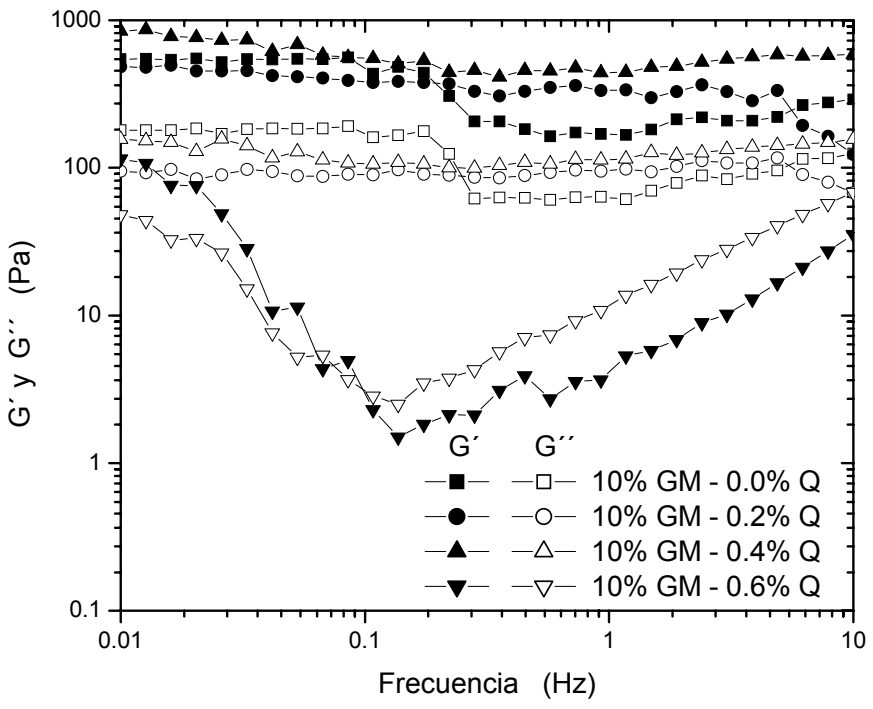 1000
100
10
1
0.1
G´ y G´´ (Pa)
G´ G´´
10% GM - 0.0% Q
10% GM - 0.2% Q
10% GM - 0.4% Q
10% GM - 0.6% Q
0.01 0.1 1 10
Frecuencia (Hz)